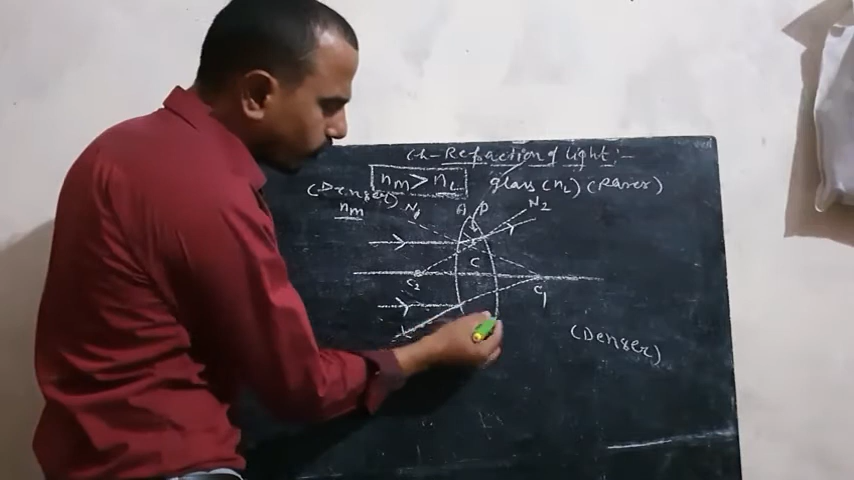 Ch- Refraction of light :-
nm > nL glass (nL) (Rarer)
(Denser)
nm N1 A P N2
C
C2 C1
(Denser)